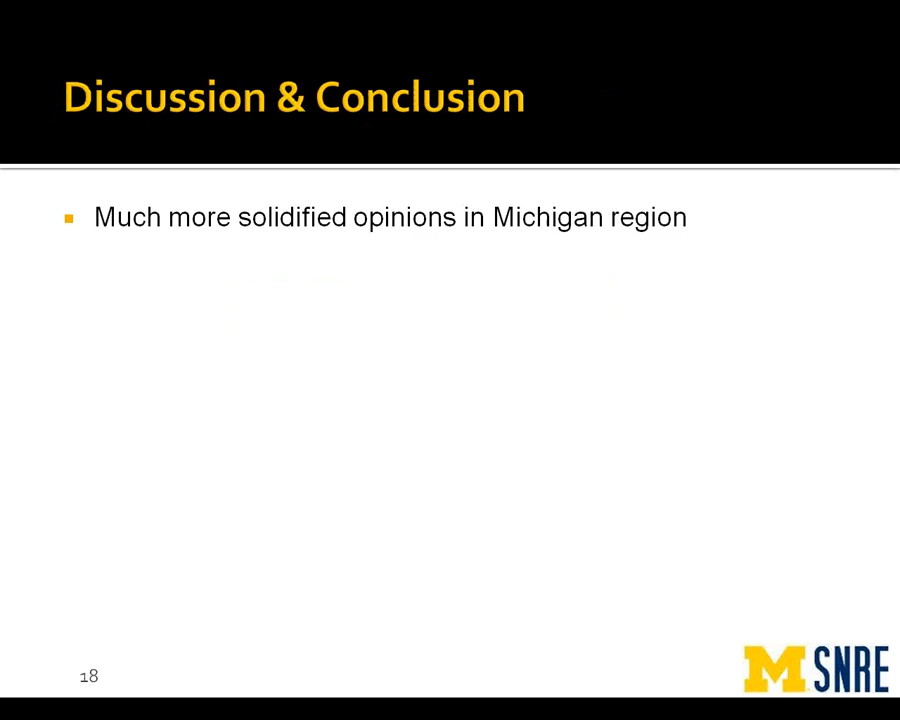 Discussion & Conclusion
Much more solidified opinions in Michigan region
18
M SNRE